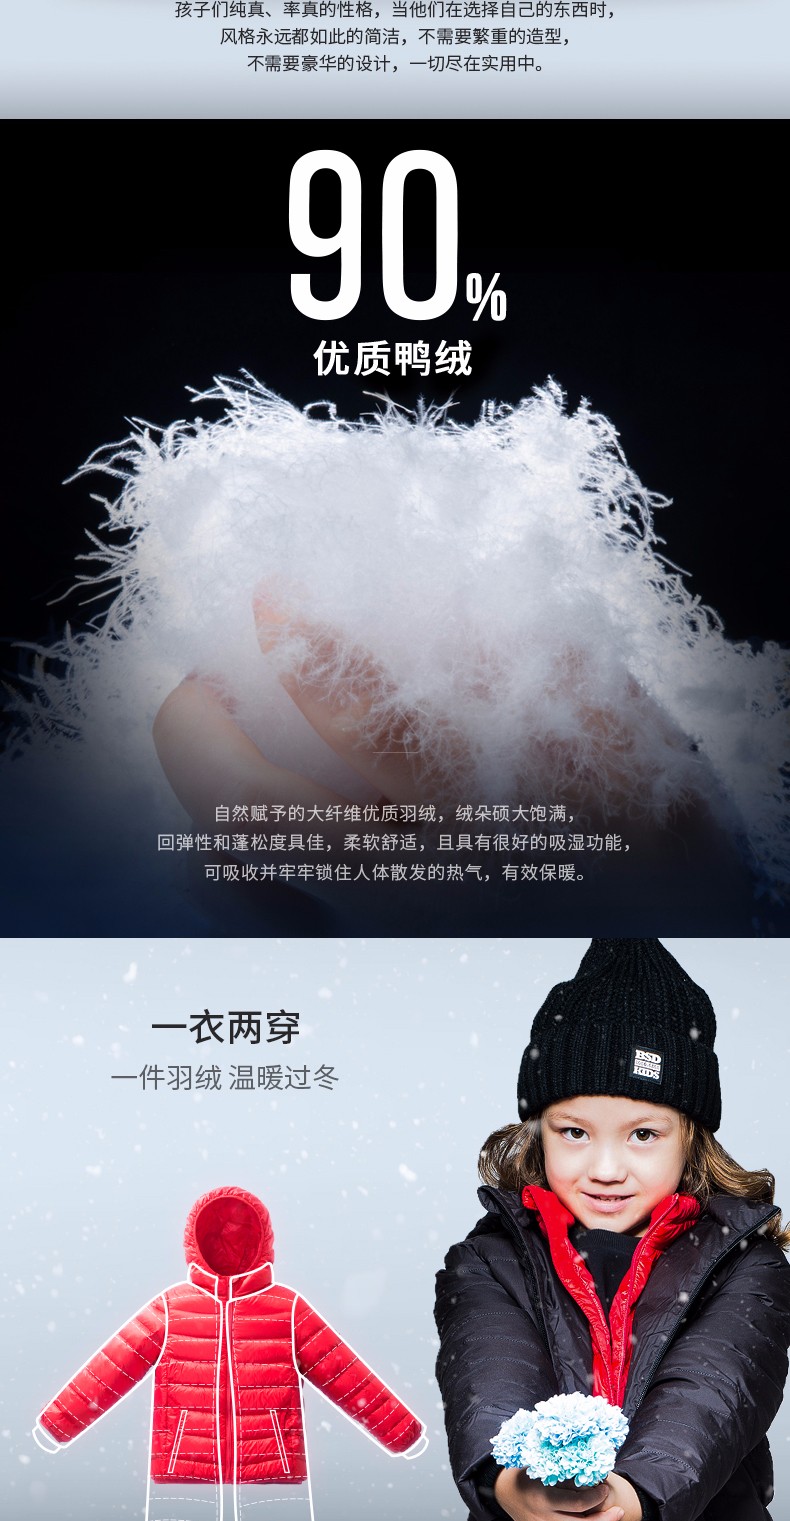 孩子们纯真、率真的性格，当他们在选择自己的东西时，
风格永远都如此的简洁，不需要繁重的造型，
不需要豪华的设计，一切尽在实用中。
90%
优质鸭绒
自然赋予的大纤维优质羽绒，绒朵硕大饱满，
回弹性和蓬松度具佳，柔软舒适，且具有很好的吸湿功能，
可吸收并牢牢锁住人体散发的热气，有效保暖。
一衣两穿
一件羽绒 温暖过冬
BSD
KIDS